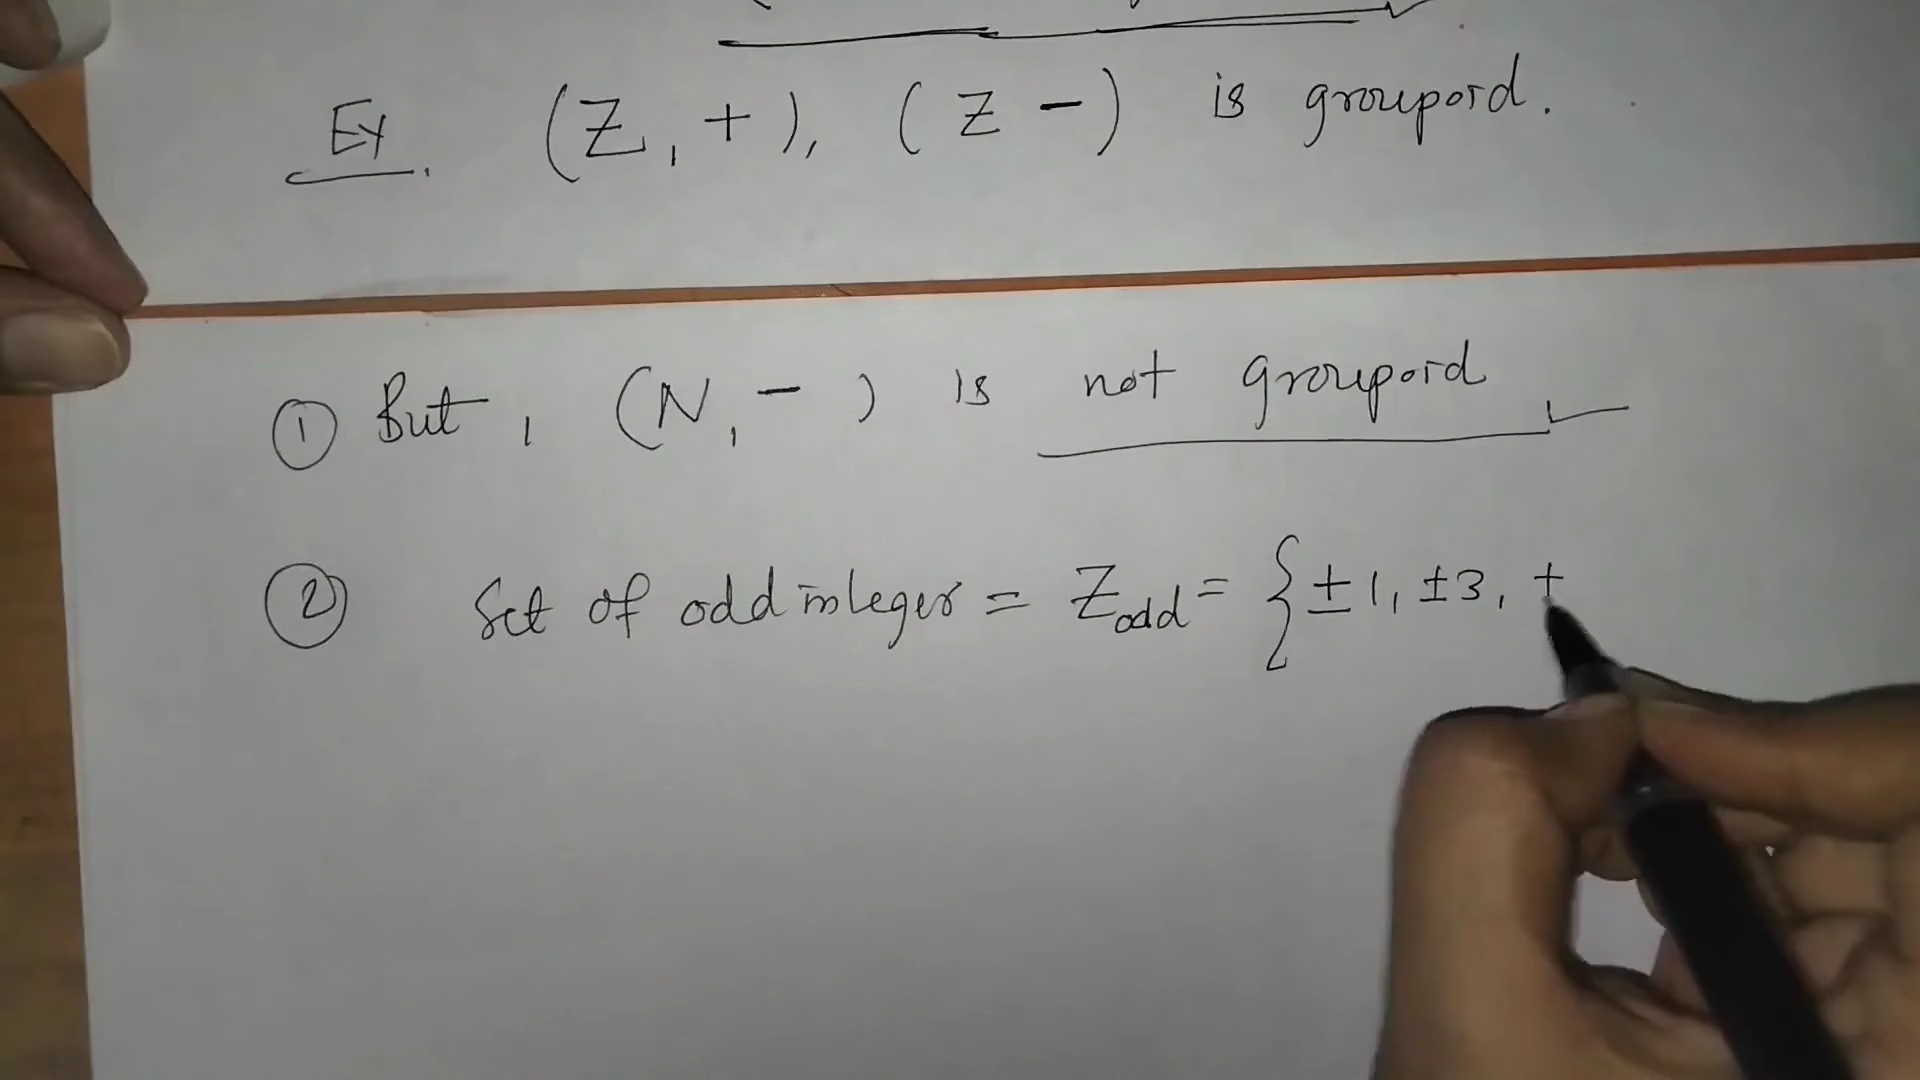 Ex. (Z, +), (Z -) is groupoid.
① But, (N, -) is not groupoid
② Set of odd integer = Zodd = {±1, ±3, +